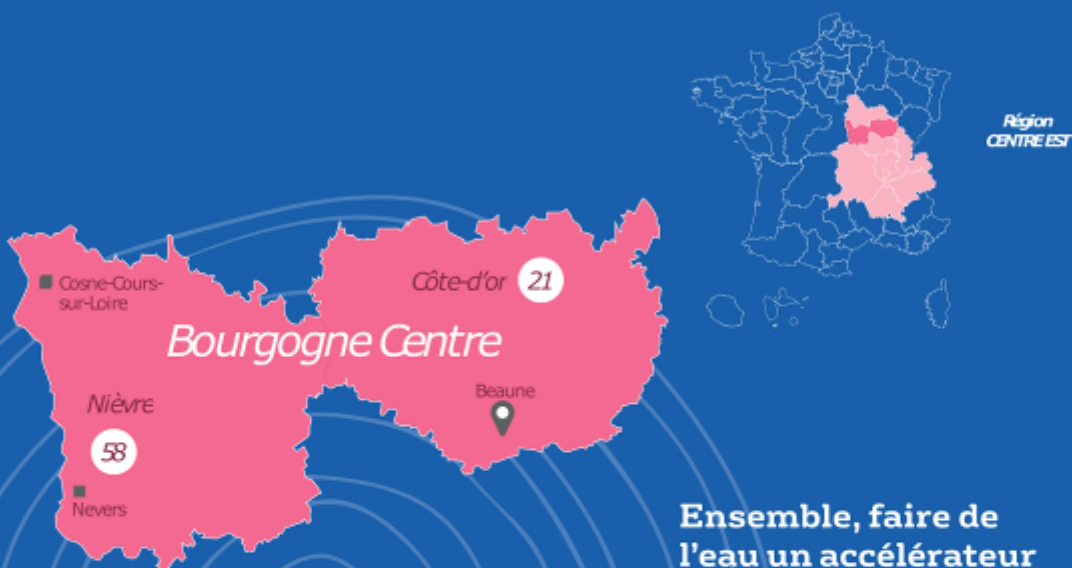 Région
CENTRE EST
Cosne-Cours-
sur-Loire
Côte-d'or 21
Bourgogne Centre
Beaune
Nièvre
58
Nevers
Ensemble, faire de
l'eau un accélérateur